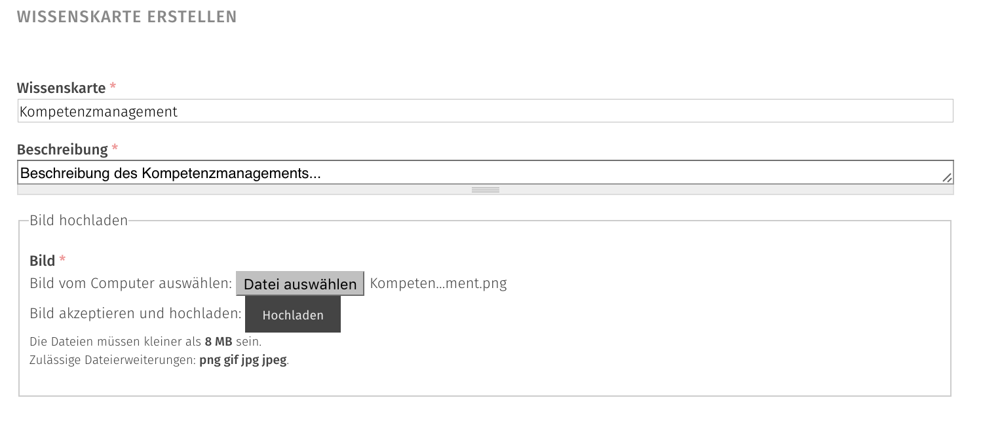 WISSENSKARTE ERSTELLEN
Wissenskarte *
Kompetenzmanagement
Beschreibung *
Beschreibung des Kompetenzmanagements...
Bild hochladen
Bild *
Bild vom Computer auswählen: Datei auswählen Kompeten...ment.png
Bild akzeptieren und hochladen: Hochladen
Die Dateien müssen kleiner als 8 MB sein.
Zulässige Dateierweiterungen: png gif jpg jpeg.